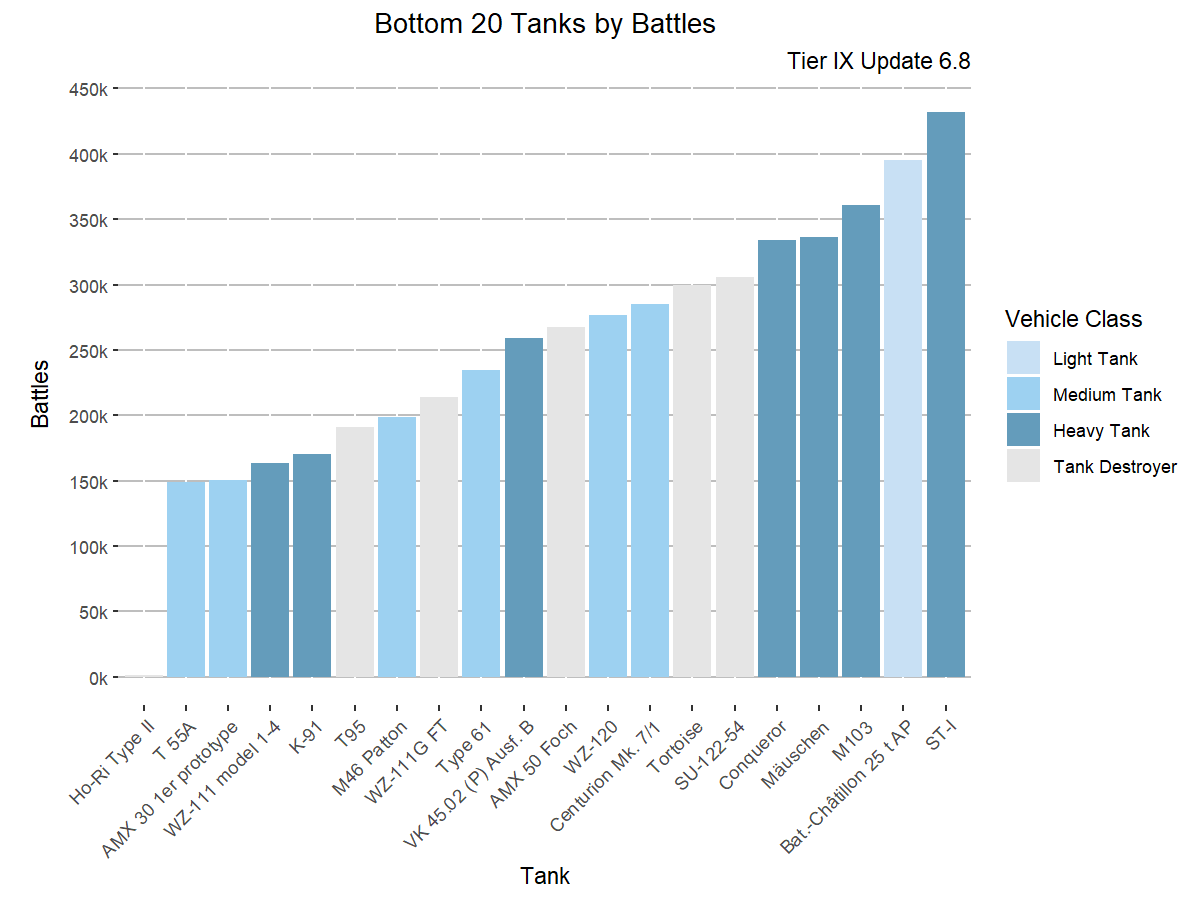 Bottom 20 Tanks by Battles
Tier IX Update 6.8
450k
400k
350k
300k
250k
200k
150k
100k
50k
0k
Battles
Ho-Ri Type II
T 55A
AMX 30 1er prototype
WZ-111 model 1-4
K-91
T95
M46 Patton
WZ-111G FT
Type 61
VK 45.02 (P) Ausf. B
AMX 50 Foch
WZ-120
Centurion Mk. 7/1
Tortoise
SU-122-54
Conqueror
Mäuschen
M103
Bat.-Châtillon 25 t AP
ST-I
Tank
Vehicle Class
Light Tank
Medium Tank
Heavy Tank
Tank Destroyer